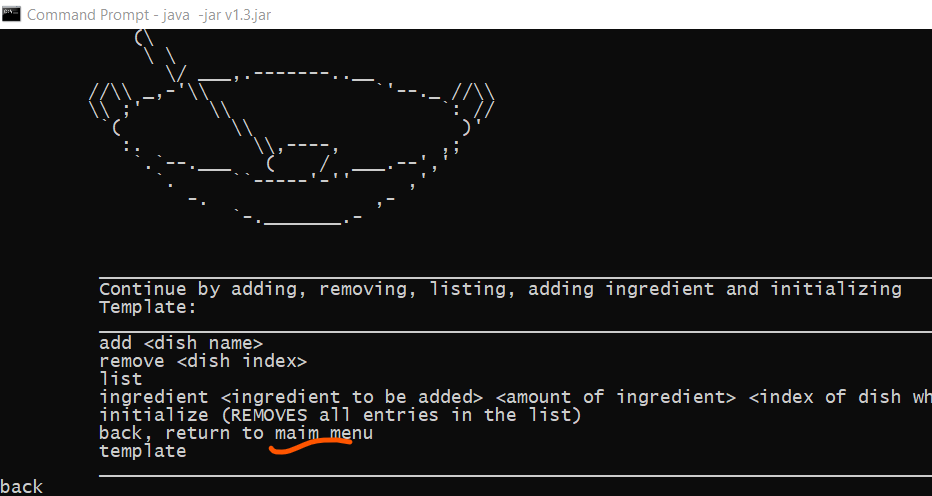 Command Prompt - java -jar v1.3.jar
Continue by adding, removing, listing, adding ingredient and initializing
Template:
add <dish name>
remove <dish index>
list
ingredient <ingredient to be added> <amount of ingredient> <index of dish wh
initialize (REMOVES all entries in the list)
back, return to maim menu
template
back